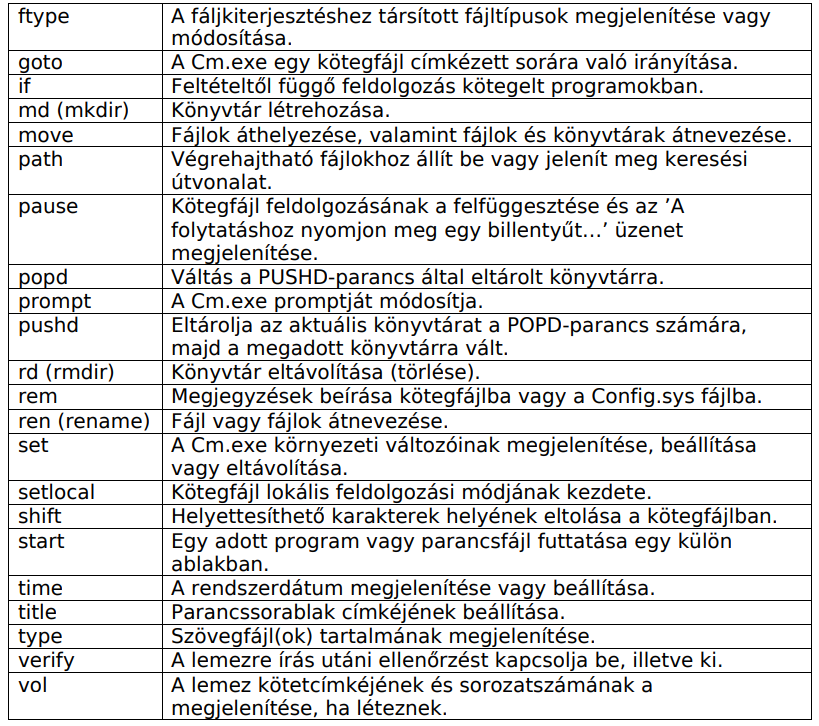 ftype A fáljkiterjesztéshez társított fájltípusok megjelenítése vagy
módosítása.
goto A Cm.exe egy kötegfájl címkézett sorára való irányítása.
if Feltételtől függő feldolgozás kötegelt programokban.
md (mkdir) Könyvtár létrehozása.
move Fájlok áthelyezése, valamint fájlok és könyvtárak átnevezése.
path Végrehajtható fájlokhoz állít be vagy jelenít meg keresési
útvonalat.
pause Kötegfájl feldolgozásának a felfüggesztése és az ’A
folytatáshoz nyomjon meg egy billentyűt…’ üzenet
megjelenítése.
popd Váltás a PUSHD-parancs által eltárolt könyvtárra.
prompt A Cm.exe promptját módosítja.
pushd Eltárolja az aktuális könyvtárat a POPD-parancs számára,
majd a megadott könyvtárra vált.
rd (rmdir) Könyvtár eltávolítása (törlése).
rem Megjegyzések beírása kötegfájlba vagy a Config.sys fájlba.
ren (rename) Fájl vagy fájlok átnevezése.
set A Cm.exe környezeti változóinak megjelenítése, beállítása
vagy eltávolítása.
setlocal Kötegfájl lokális feldolgozási módjának kezdete.
shift Helyettesíthető karakterek helyének eltolása a kötegfájlban.
start Egy adott program vagy parancsfájl futtatása egy külön
ablakban.
time A rendszerdátum megjelenítése vagy beállítása.
title Parancssorablak címkéjének beállítása.
type Szövegfájl(ok) tartalmának megjelenítése.
verify A lemezre írás utáni ellenőrzést kapcsolja be, illetve ki.
vol A lemez kötetcímkéjének és sorozatszámának a
megjelenítése, ha léteznek.